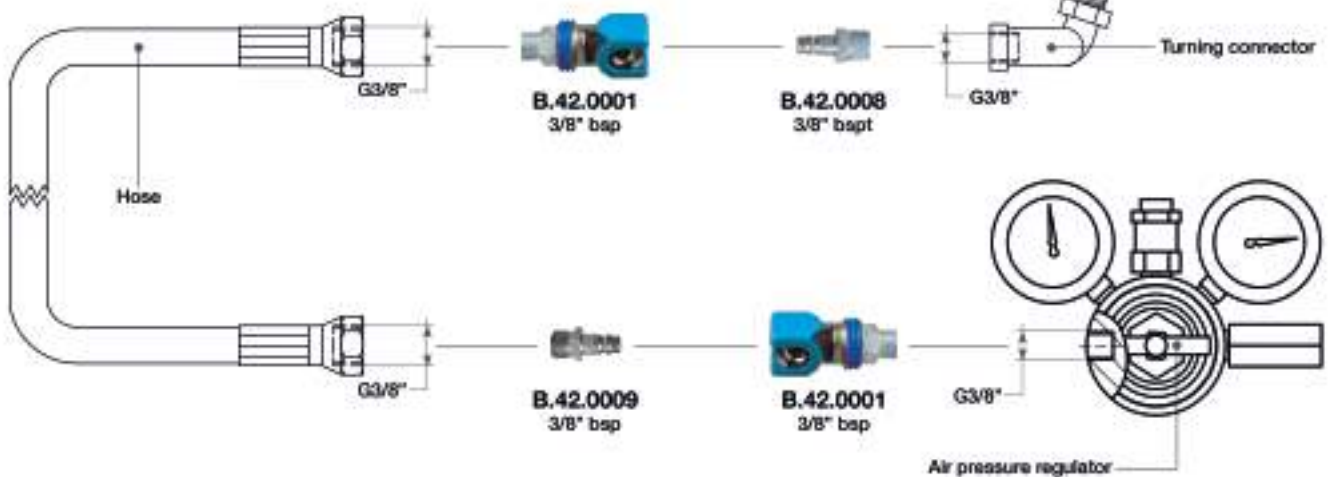 Turning connector
G3/8"
B.42.0001
3/8" bsp
B.42.0008
3/8" bspt
G3/8"
Hose
G3/8"
B.42.0009
3/8" bsp
B.42.0001
3/8" bsp
G3/8"
Air pressure regulator